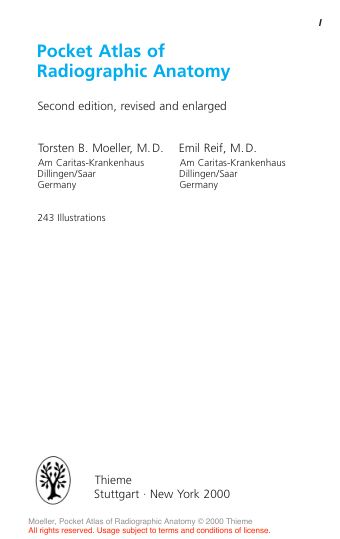 I
Pocket Atlas of
Radiographic Anatomy
Second edition, revised and enlarged
Torsten B. Moeller, M. D. Emil Reif, M. D.
Am Caritas-Krankenhaus Am Caritas-Krankenhaus
Dillingen/Saar Dillingen/Saar
Germany Germany
243 Illustrations
Thieme
Stuttgart · New York 2000
Moeller, Pocket Atlas of Radiographic Anatomy © 2000 Thieme
All rights reserved. Usage subject to terms and conditions of license.